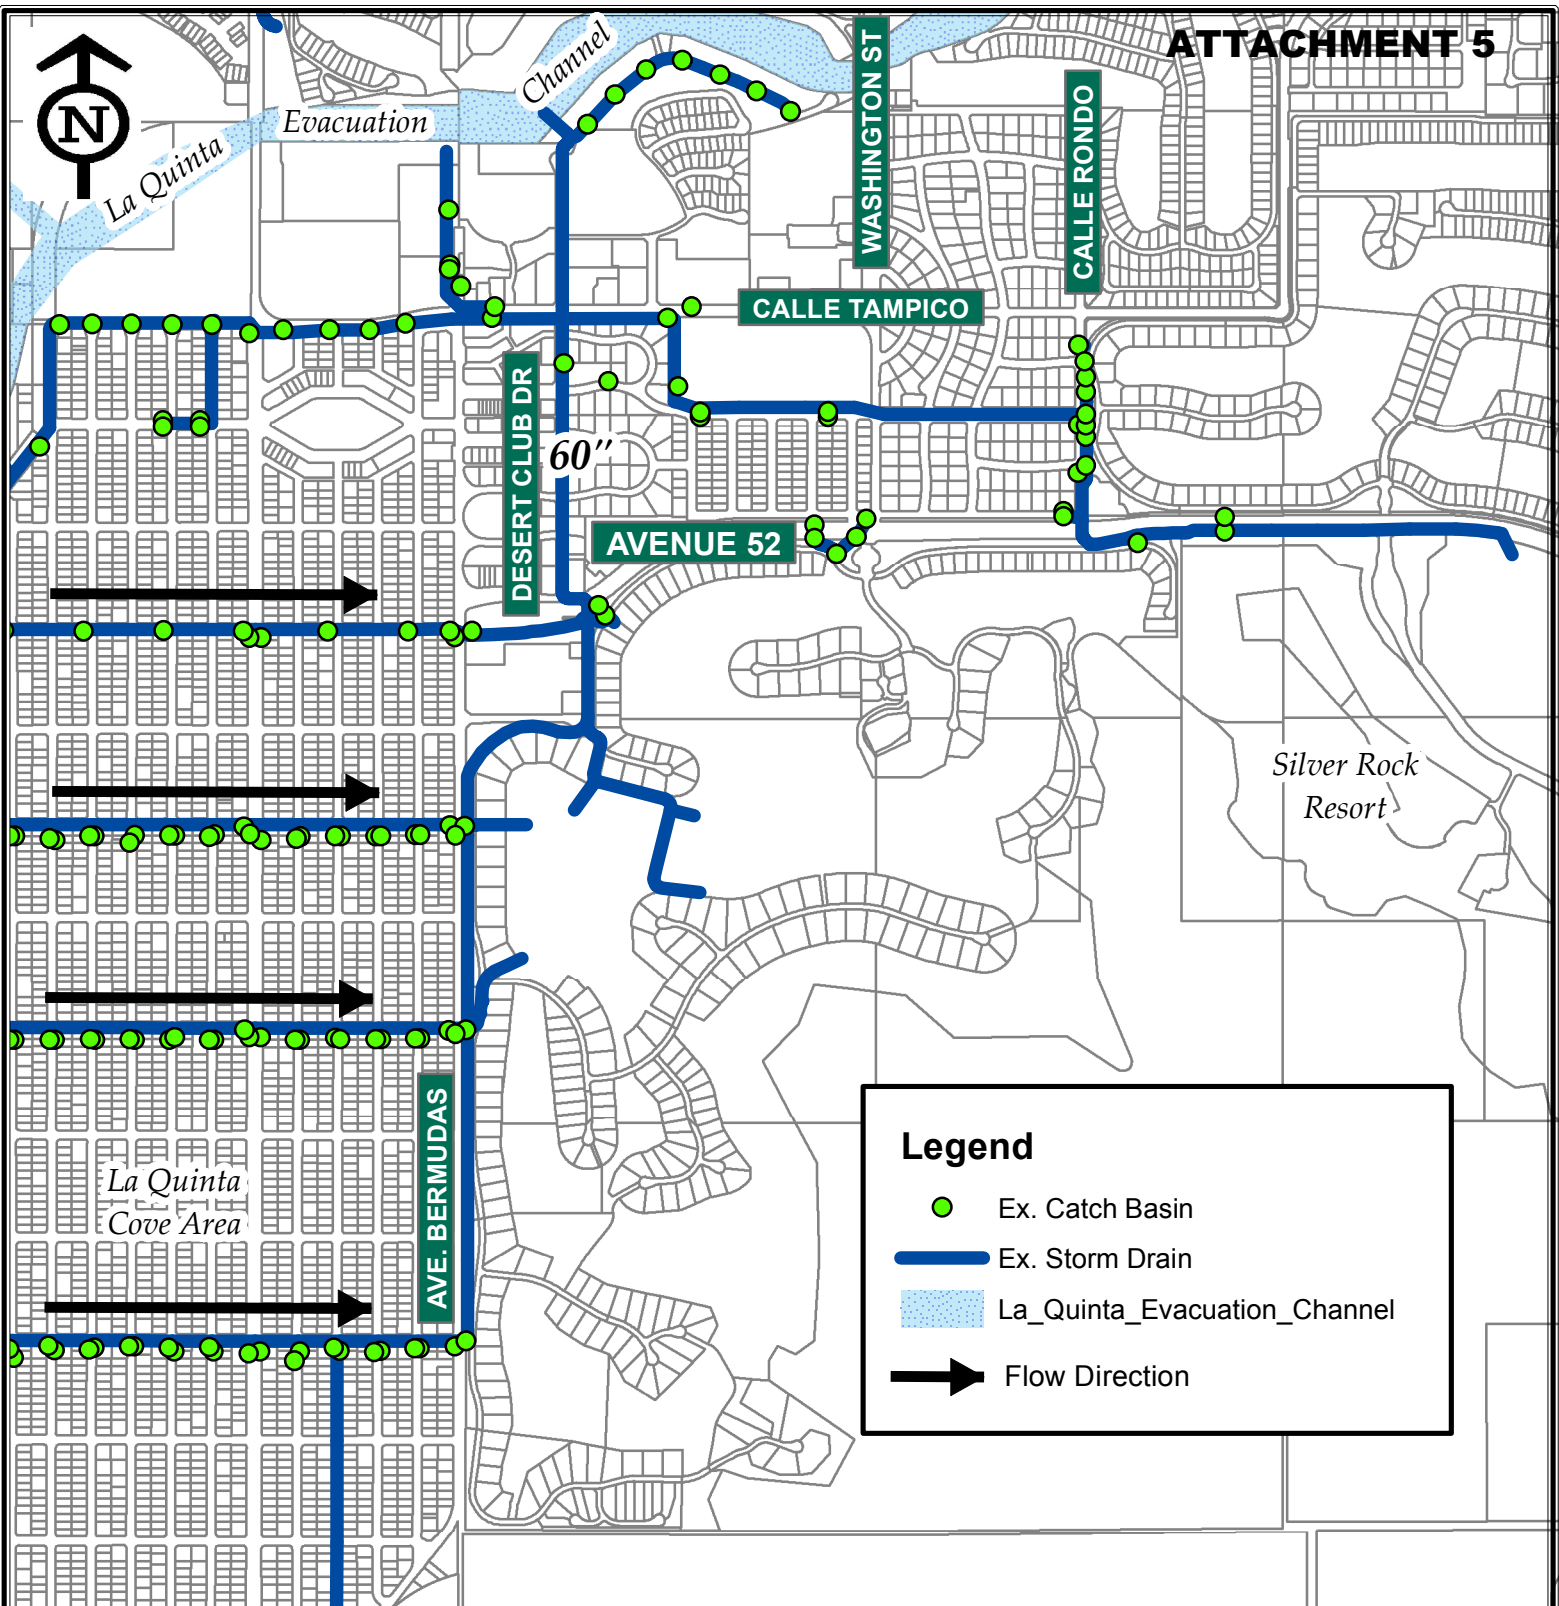 ATTACHMENT 5
N
La Quinta
Evacuation
Channel
WASHINGTON ST
CALLE RONDO
CALLE TAMPICO
DESERT CLUB DR
60"
AVENUE 52
Silver Rock
Resort
AVE. BERMUDAS
La Quinta
Cove Area
Legend
Ex. Catch Basin
Ex. Storm Drain
La_Quinta_Evacuation_Channel
Flow Direction